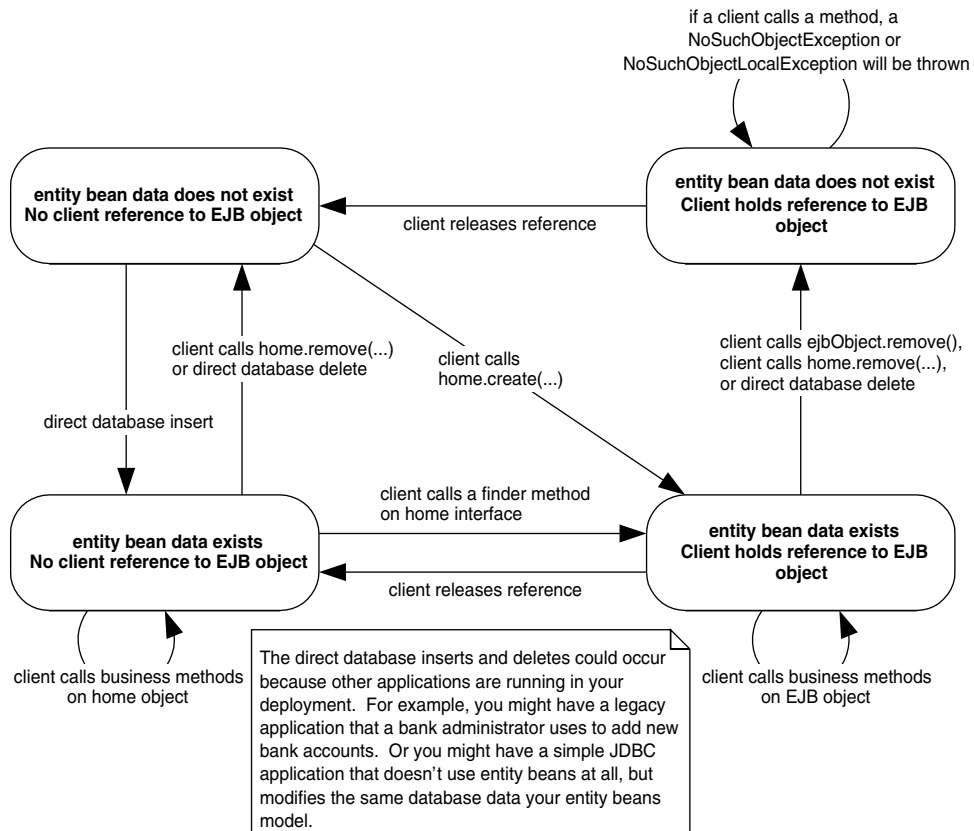 if a client calls a method, a
NoSuchObjectException or
NoSuchObjectLocalException will be thrown
entity bean data does not exist
No client reference to EJB object
entity bean data does not exist
Client holds reference to EJB
object
client releases reference
client calls home.remove(...)
or direct database delete
client calls
home.create(...)
client calls ejbObject.remove(),
client calls home.remove(...),
or direct database delete
direct database insert
client calls a finder method
on home interface
entity bean data exists
No client reference to EJB object
entity bean data exists
Client holds reference to EJB
object
client releases reference
client calls business methods
on home object
The direct database inserts and deletes could occur
because other applications are running in your
deployment.  For example, you might have a legacy
application that a bank administrator uses to add new
bank accounts.  Or you might have a simple JDBC
application that doesn't use entity beans at all, but
modifies the same database data your entity beans
model.
client calls business methods
on EJB object